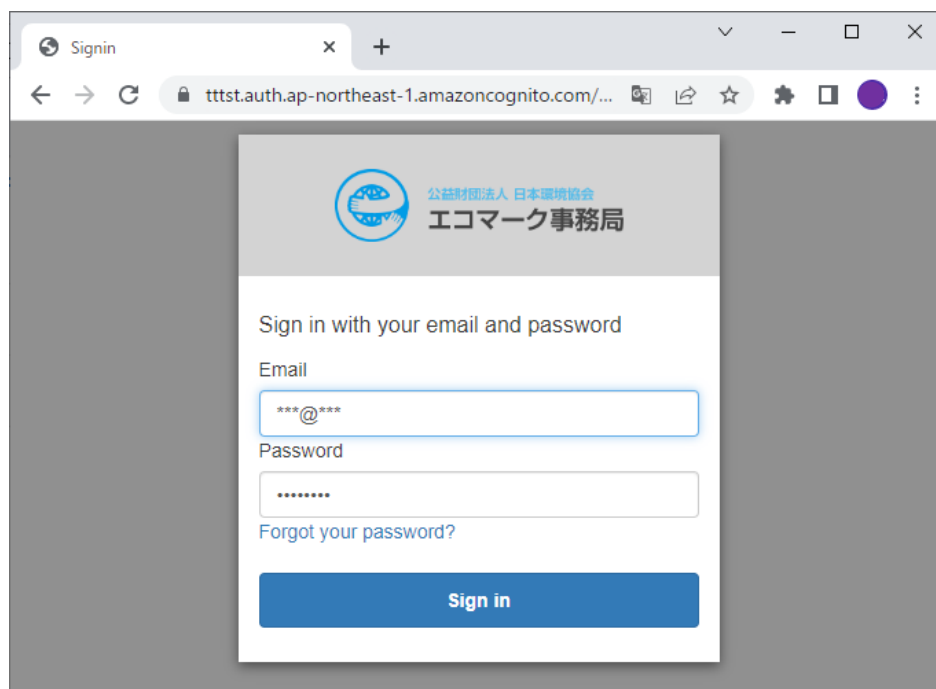 Signin
tttst.auth.ap-northeast-1.amazoncognito.com/...
公益財団法人 日本環境協会
エコマーク事務局
Sign in with your email and password
Email
***@***
Password
••••••••
Forgot your password?
Sign in